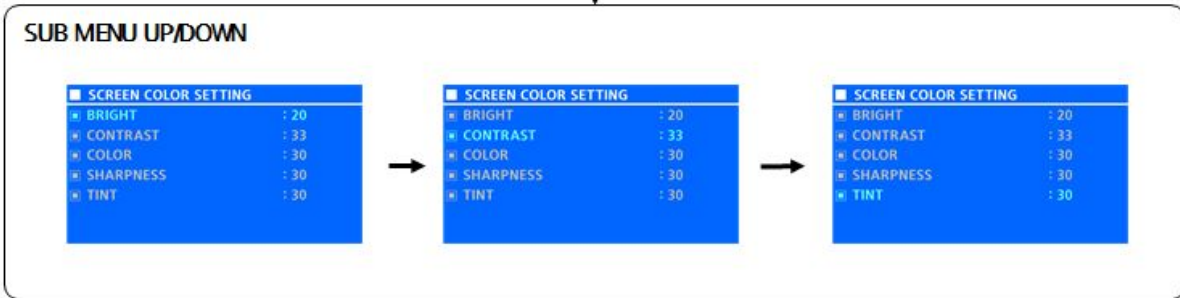 SUB MENU UP/DOWN
SCREEN COLOR SETTING
BRIGHT : 20
CONTRAST : 33
COLOR : 30
SHARPNESS : 30
TINT : 30
SCREEN COLOR SETTING
BRIGHT : 20
CONTRAST : 33
COLOR : 30
SHARPNESS : 30
TINT : 30
SCREEN COLOR SETTING
BRIGHT : 20
CONTRAST : 33
COLOR : 30
SHARPNESS : 30
TINT : 30